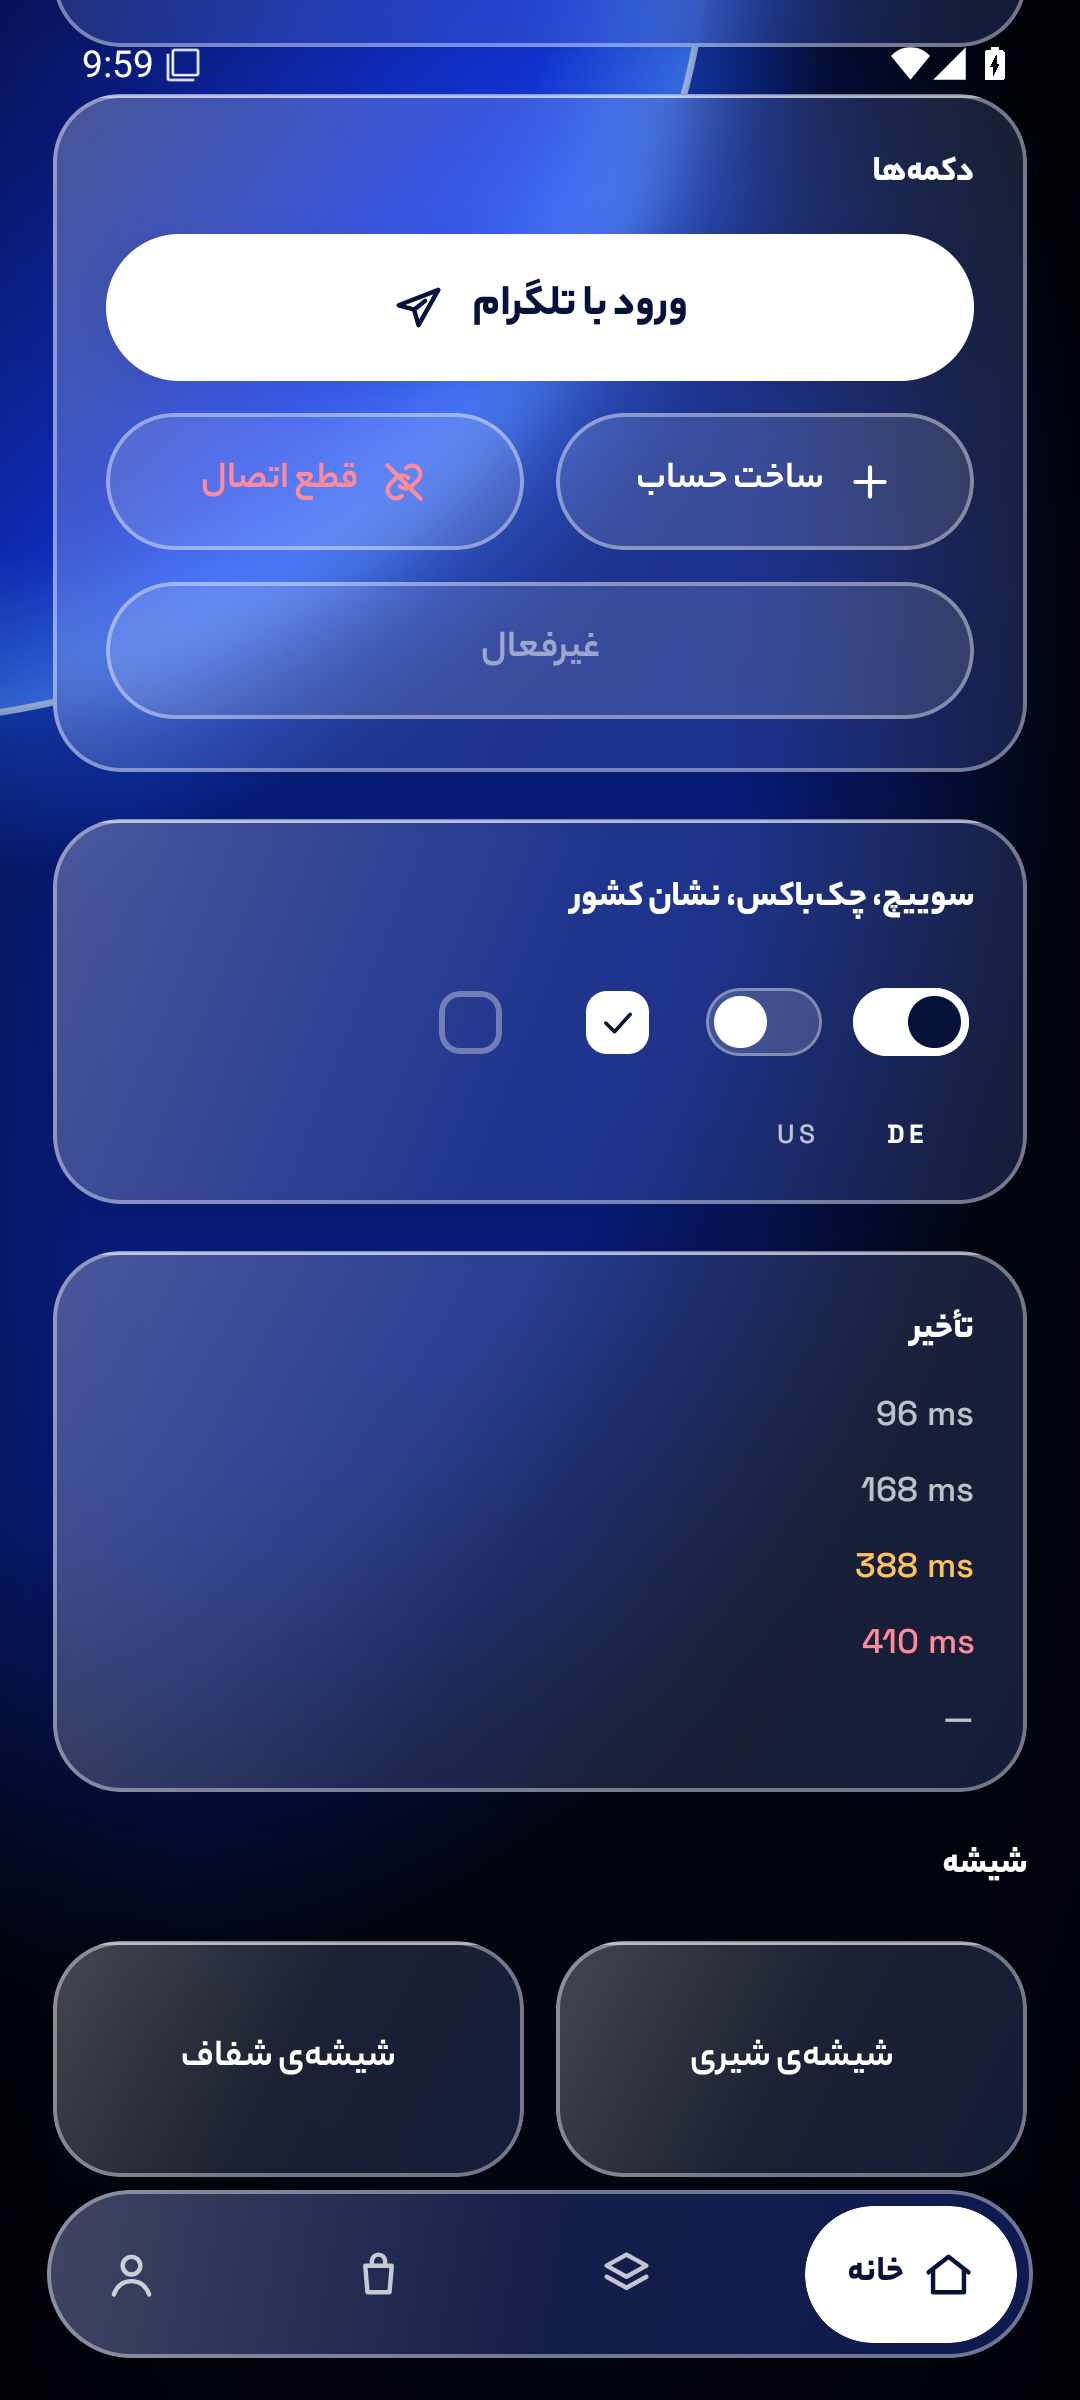 9:59
دکمه‌ها
ورود با تلگرام
ساخت حساب
قطع اتصال
غیرفعال
سوییچ، چک‌باکس، نشان کشور
DE US
تأخیر
96 ms
168 ms
388 ms
410 ms
—
شیشه
شیشه‌ی شیری
شیشه‌ی شفاف
خانه